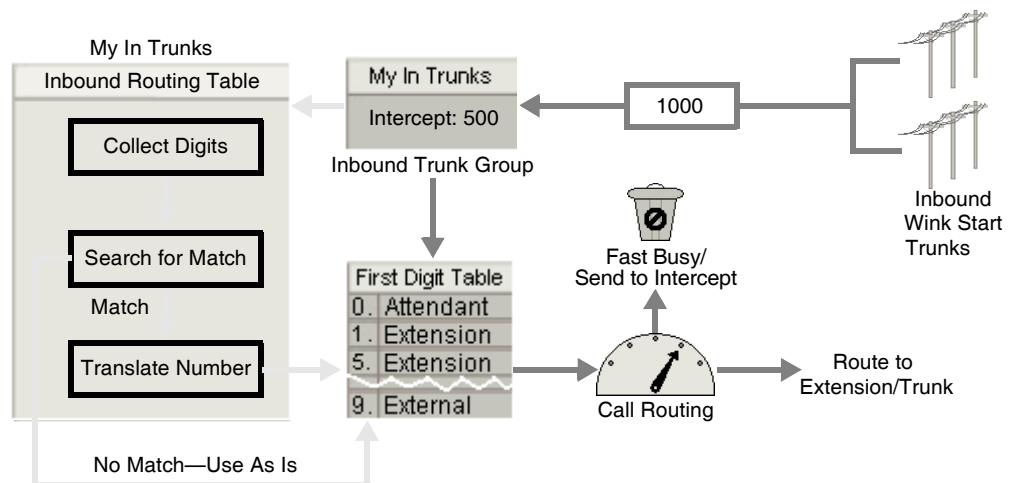 My In Trunks
Inbound Routing Table
Collect Digits
Search for Match
Match
Translate Number
No Match—Use As Is
My In Trunks
Intercept: 500
Inbound Trunk Group
First Digit Table
0. Attendant
1. Extension
5. Extension
9. External
1000
Inbound
Wink Start
Trunks
Fast Busy/
Send to Intercept
Call Routing
Route to
Extension/Trunk